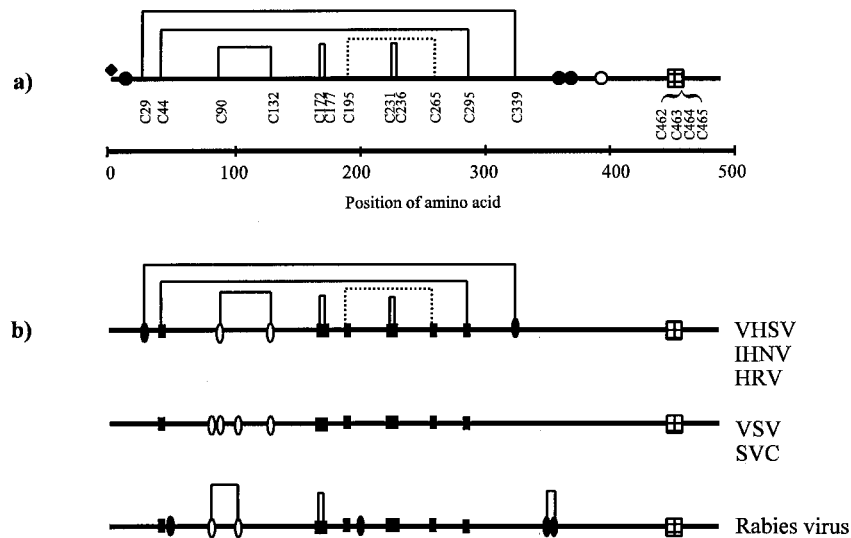 a)
C29 C44 C90 C132 C172 C177 C195 C231 C236 C265 C295 C339 C462 C463 C464 C465
0 100 200 300 400 500
Position of amino acid
b)
VHSV
IHNV
HRV
VSV
SVC
Rabies virus